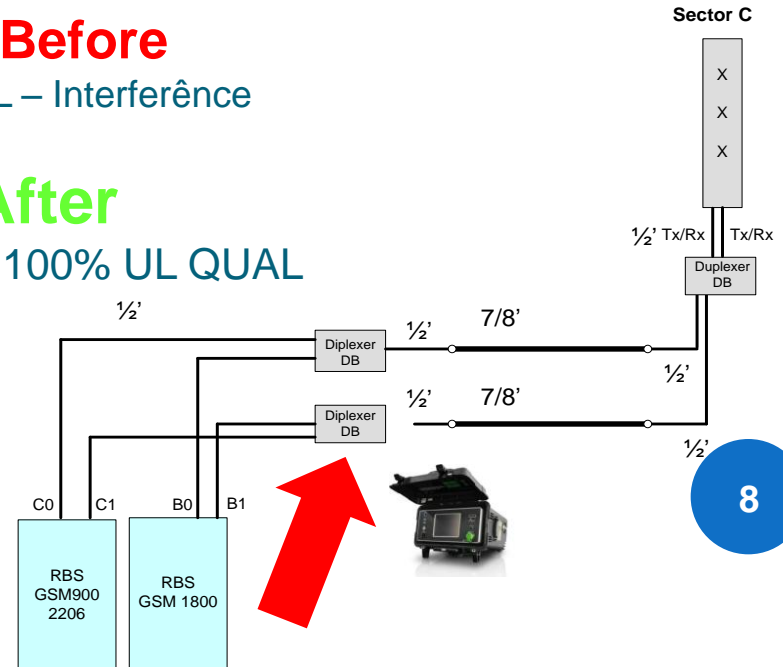 Sector C
Before
L – Interferênce
After
100% UL QUAL
X
X
X
½' Tx/Rx Tx/Rx
Duplexer
DB
½'
Diplexer
DB
½'
7/8'
½'
Diplexer
DB
½'
7/8'
½'
8
C0 C1 B0 B1
RBS
GSM900
2206
RBS
GSM 1800